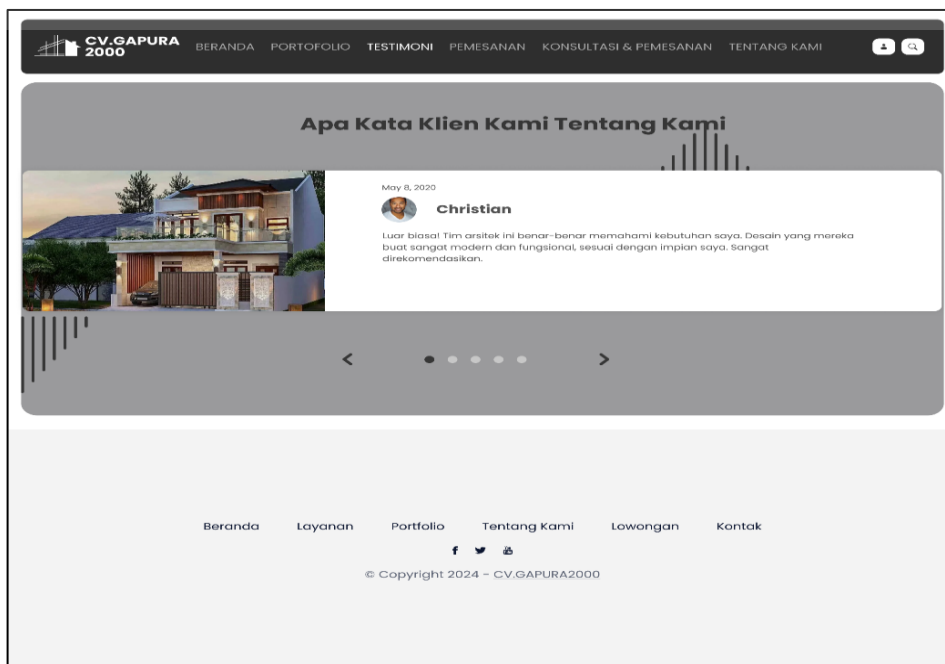 CV.GAPURA
2000
BERANDA PORTOFOLIO TESTIMONI PEMESANAN KONSULTASI & PEMESANAN TENTANG KAMI
Apa Kata Klien Kami Tentang Kami
May 8, 2020
Christian
Luar biasa! Tim arsitek ini benar-benar memahami kebutuhan saya. Desain yang mereka
buat sangat modern dan fungsional, sesuai dengan impian saya. Sangat
direkomendasikan.
Beranda Layanan Portfolio Tentang Kami Lowongan Kontak
© Copyright 2024 - CV.GAPURA2000